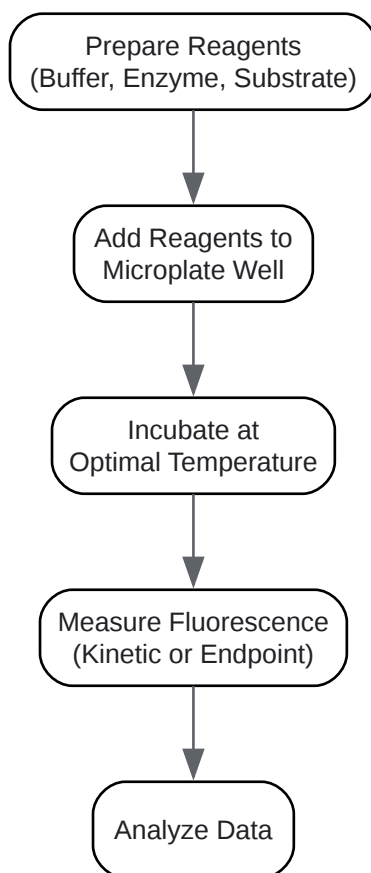 Prepare Reagents
(Buffer, Enzyme, Substrate)
Add Reagents to
Microplate Well
Incubate at
Optimal Temperature
Measure Fluorescence
(Kinetic or Endpoint)
Analyze Data